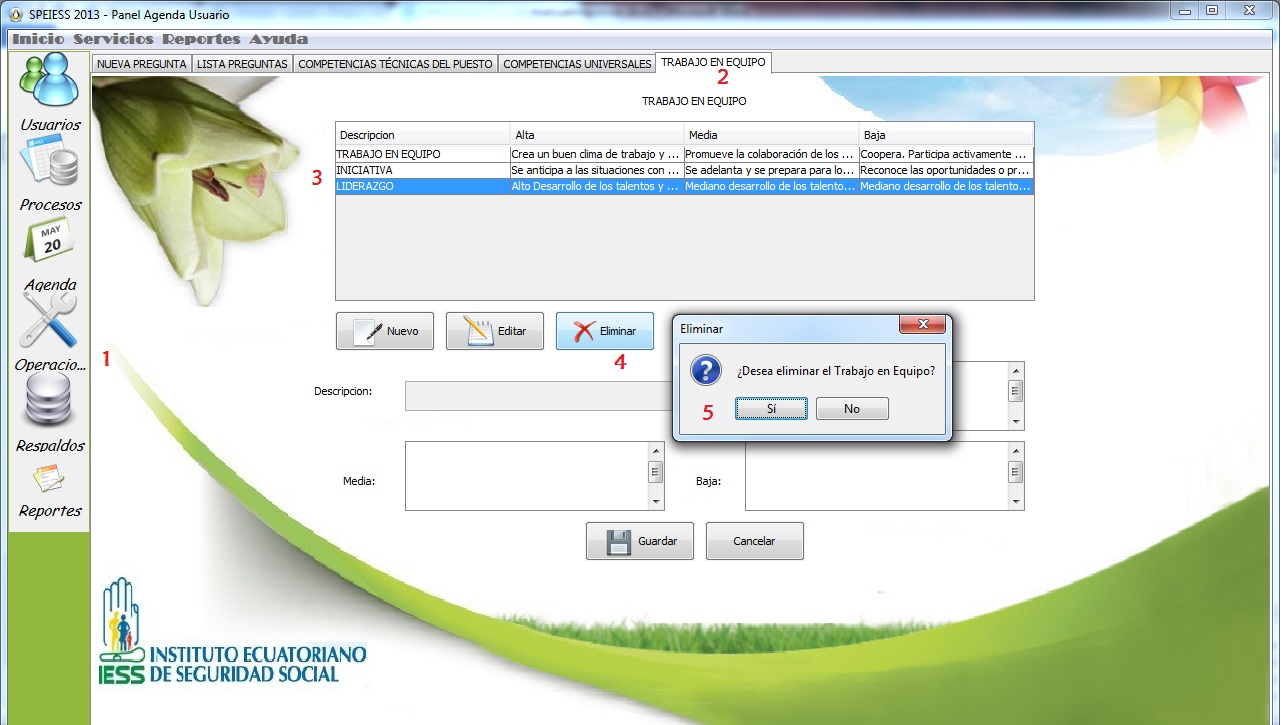 SPEIESS 2013 - Panel Agenda Usuario
Inicio Servicios Reportes Ayuda
NUEVA PREGUNTA LISTA PREGUNTAS COMPETENCIAS TÉCNICAS DEL PUESTO COMPETENCIAS UNIVERSALES TRABAJO EN EQUIPO
2
Usuarios
Procesos
MAY
20
Agenda
Operacio...
Respaldos
Reportes
1
TRABAJO EN EQUIPO
Descripcion Alta Media Baja
TRABAJO EN EQUIPO Crea un buen clima de trabajo y ... Promueve la colaboración de los ... Coopera. Participa activamente ...
INICIATIVA Se anticipa a las situaciones con ... Se adelanta y se prepara para lo... Reconoce las oportunidades o pr...
3
LIDERAZGO Alto Desarrollo de los talentos y ... Mediano desarrollo de los talento... Mediano desarrollo de los talento...
Nuevo Editar Eliminar
4
Eliminar
¿Desea eliminar el Trabajo en Equipo?
5 Sí No
Descripcion:
Media: Baja:
Guardar Cancelar
IESS INSTITUTO ECUATORIANO
DE SEGURIDAD SOCIAL